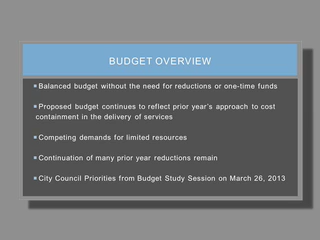 BUDGET OVERVIEW
Balanced budget without the need for reductions or one-time funds
Proposed budget continues to reflect prior year's approach to cost
containment in the delivery of services
Competing demands for limited resources
Continuation of many prior year reductions remain
City Council Priorities from Budget Study Session on March 26, 2013